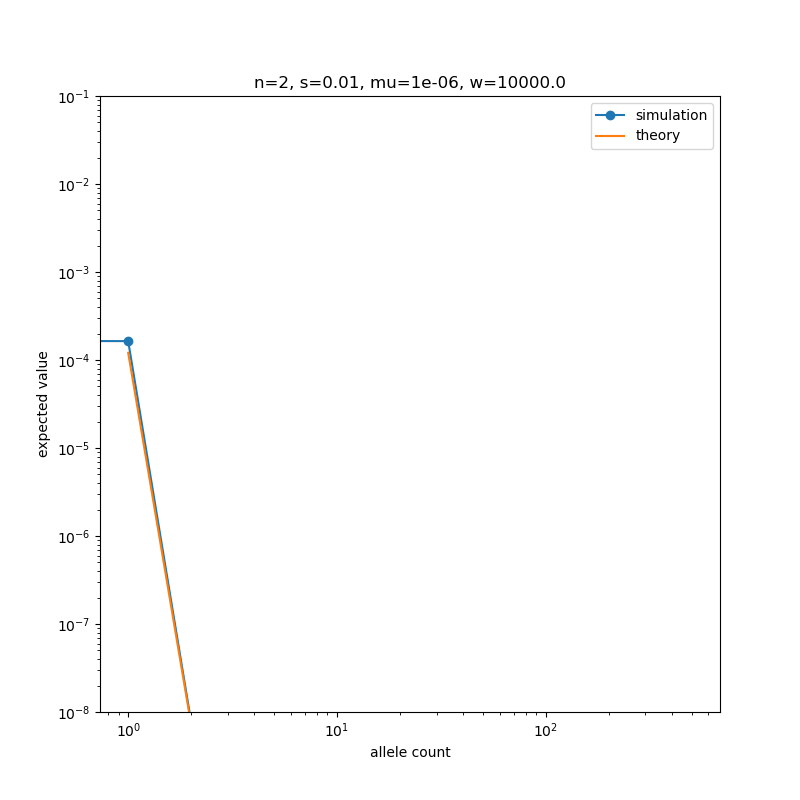 n=2, s=0.01, mu=1e-06, w=10000.0
simulation
theory
expected value
10⁻¹
10⁻²
10⁻³
10⁻⁴
10⁻⁵
10⁻⁶
10⁻⁷
10⁻⁸
10⁰ 10¹ 10²
allele count